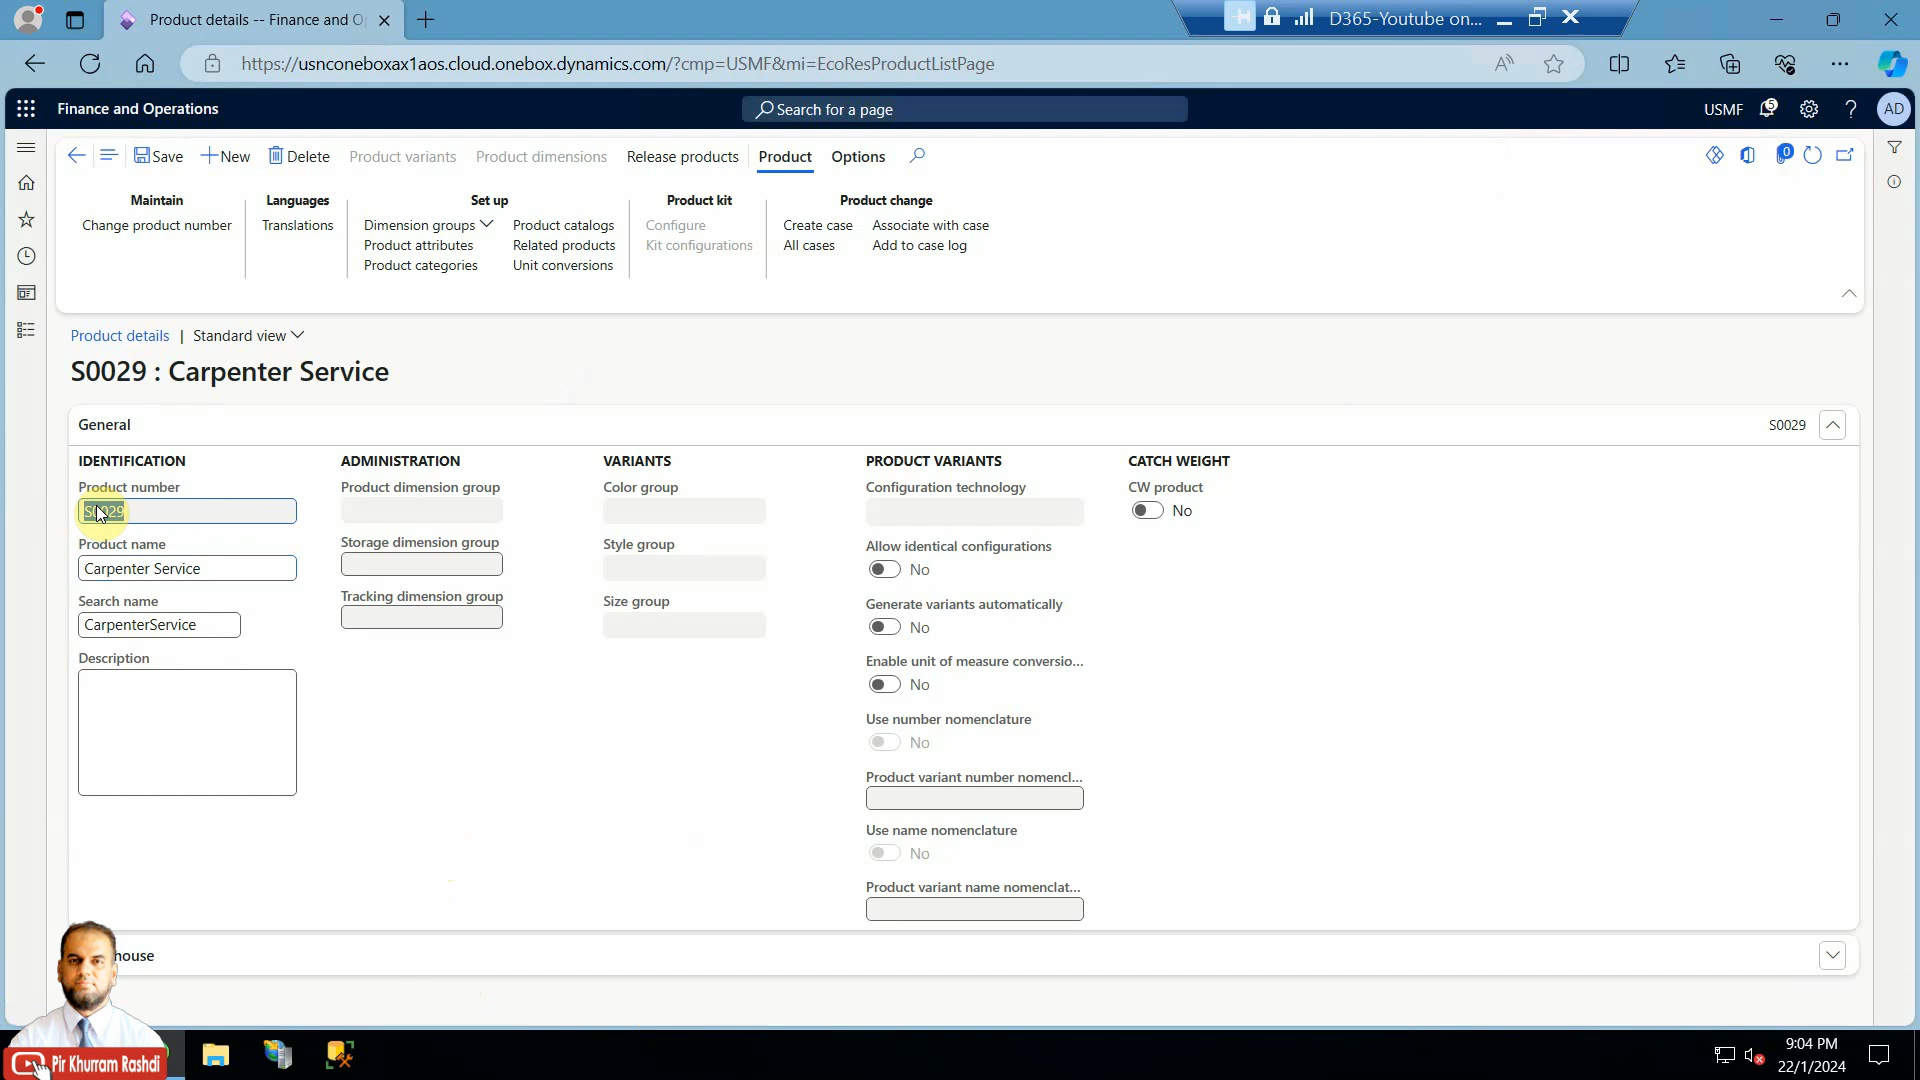 Product details -- Finance and O
D365-Youtube on...
https://usnconeboxax1aos.cloud.onebox.dynamics.com/?cmp=USMF&mi=EcoResProductListPage
Finance and Operations
Search for a page
USMF
5
AD
Save
New
Delete
Product variants
Product dimensions
Release products
Product
Options
0
Maintain
Change product number
Languages
Translations
Set up
Dimension groups
Product catalogs
Product attributes
Related products
Product categories
Unit conversions
Product kit
Configure
Kit configurations
Product change
Create case
Associate with case
All cases
Add to case log
Product details | Standard view
S0029 : Carpenter Service
General
S0029
IDENTIFICATION
Product number
S0029
Product name
Carpenter Service
Search name
CarpenterService
Description
ADMINISTRATION
Product dimension group
Storage dimension group
Tracking dimension group
VARIANTS
Color group
Style group
Size group
PRODUCT VARIANTS
Configuration technology
Allow identical configurations
No
Generate variants automatically
No
Enable unit of measure conversio...
No
Use number nomenclature
No
Product variant number nomencl...
Use name nomenclature
No
Product variant name nomenclat...
CATCH WEIGHT
CW product
No
house
Pir Khurram Rashdi
9:04 PM
22/1/2024